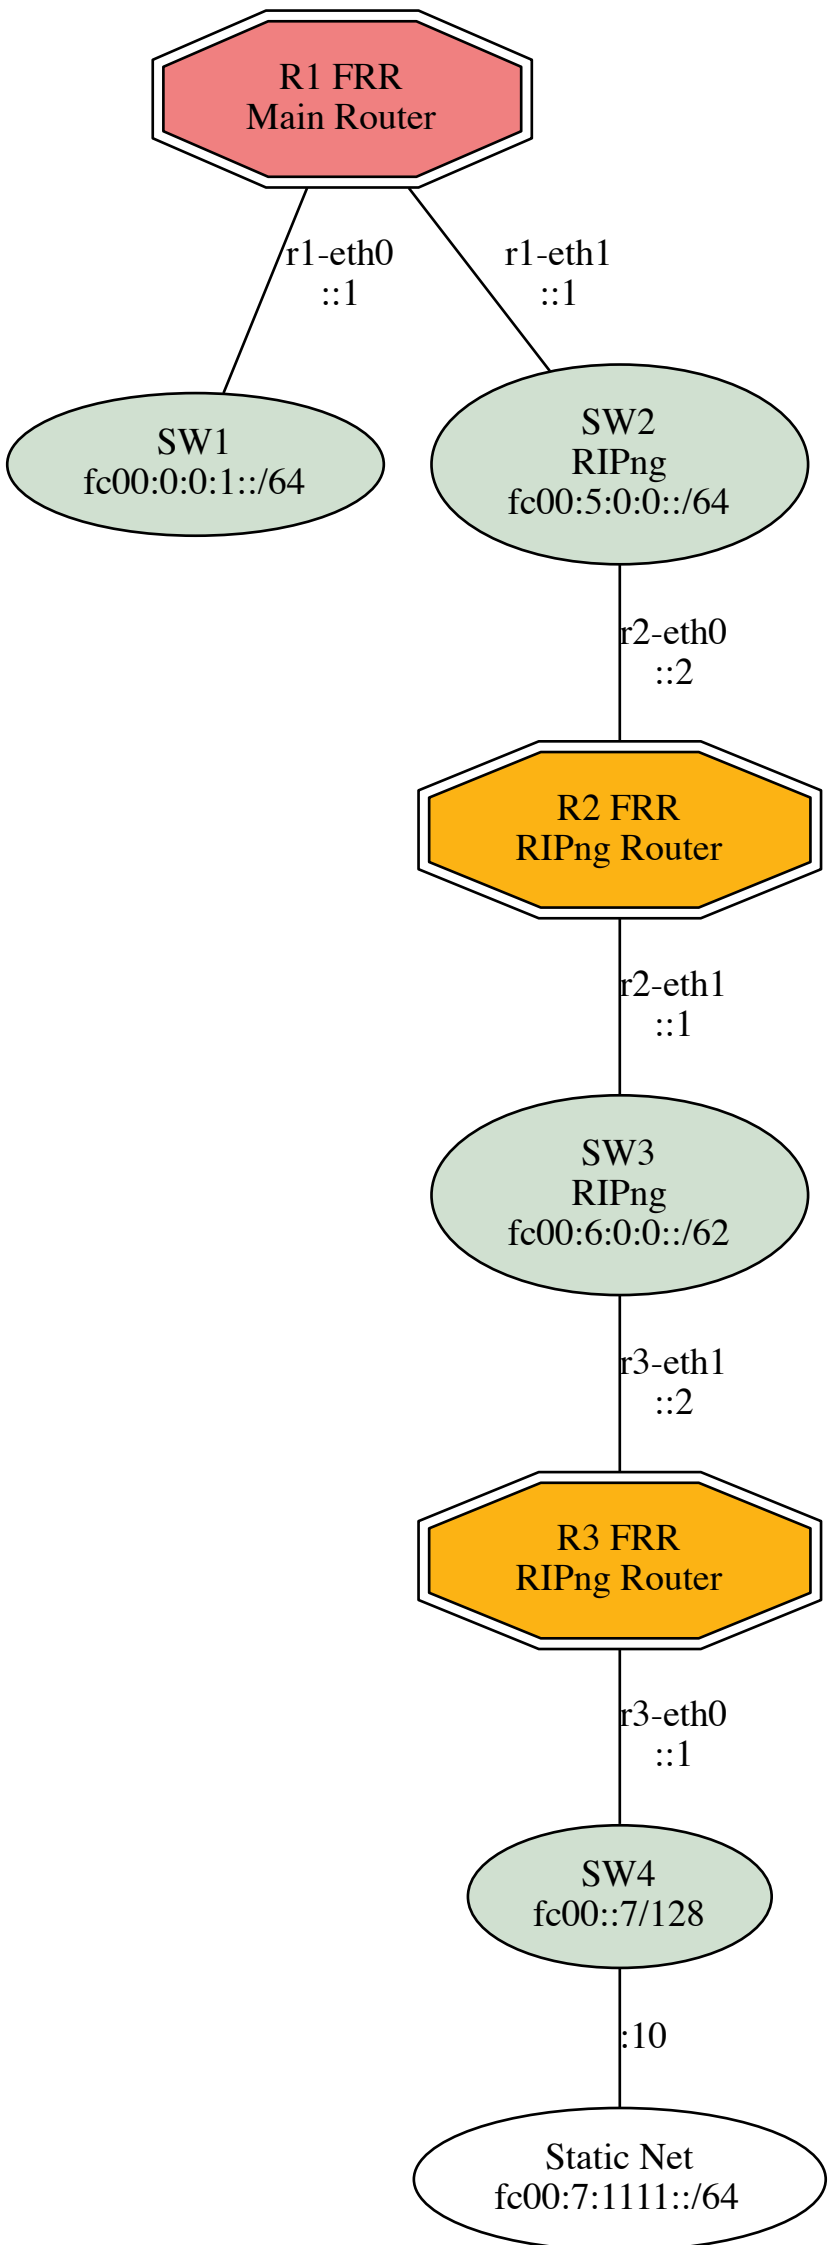 R1 FRR
Main Router
r1-eth0
::1
r1-eth1
::1
SW1
fc00:0:0:1::/64
SW2
RIPng
fc00:5:0:0::/64
r2-eth0
::2
R2 FRR
RIPng Router
r2-eth1
::1
SW3
RIPng
fc00:6:0:0::/62
r3-eth1
::2
R3 FRR
RIPng Router
r3-eth0
::1
SW4
fc00::7/128
:10
Static Net
fc00:7:1111::/64